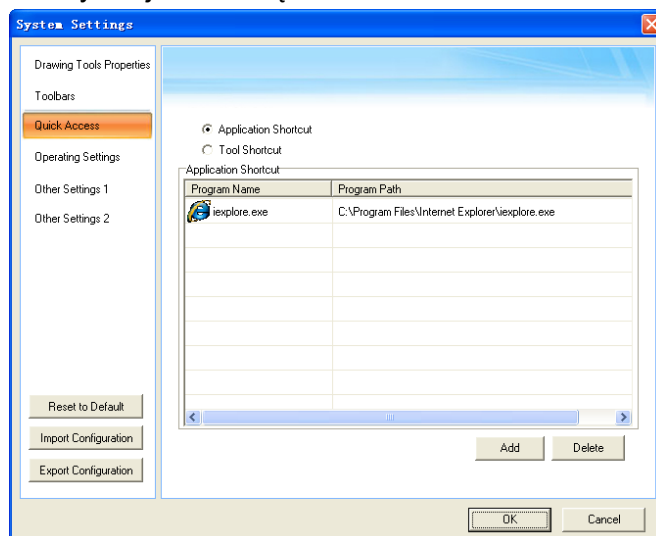 System Settings
Drawing Tools Properties
Toolbars
Quick Access
Operating Settings
Other Settings 1
Other Settings 2
Reset to Default
Import Configuration
Export Configuration
Application Shortcut
Tool Shortcut
Application Shortcut
Program Name Program Path
iexplore.exe C:\Program Files\Internet Explorer\iexplore.exe
Add Delete
OK Cancel